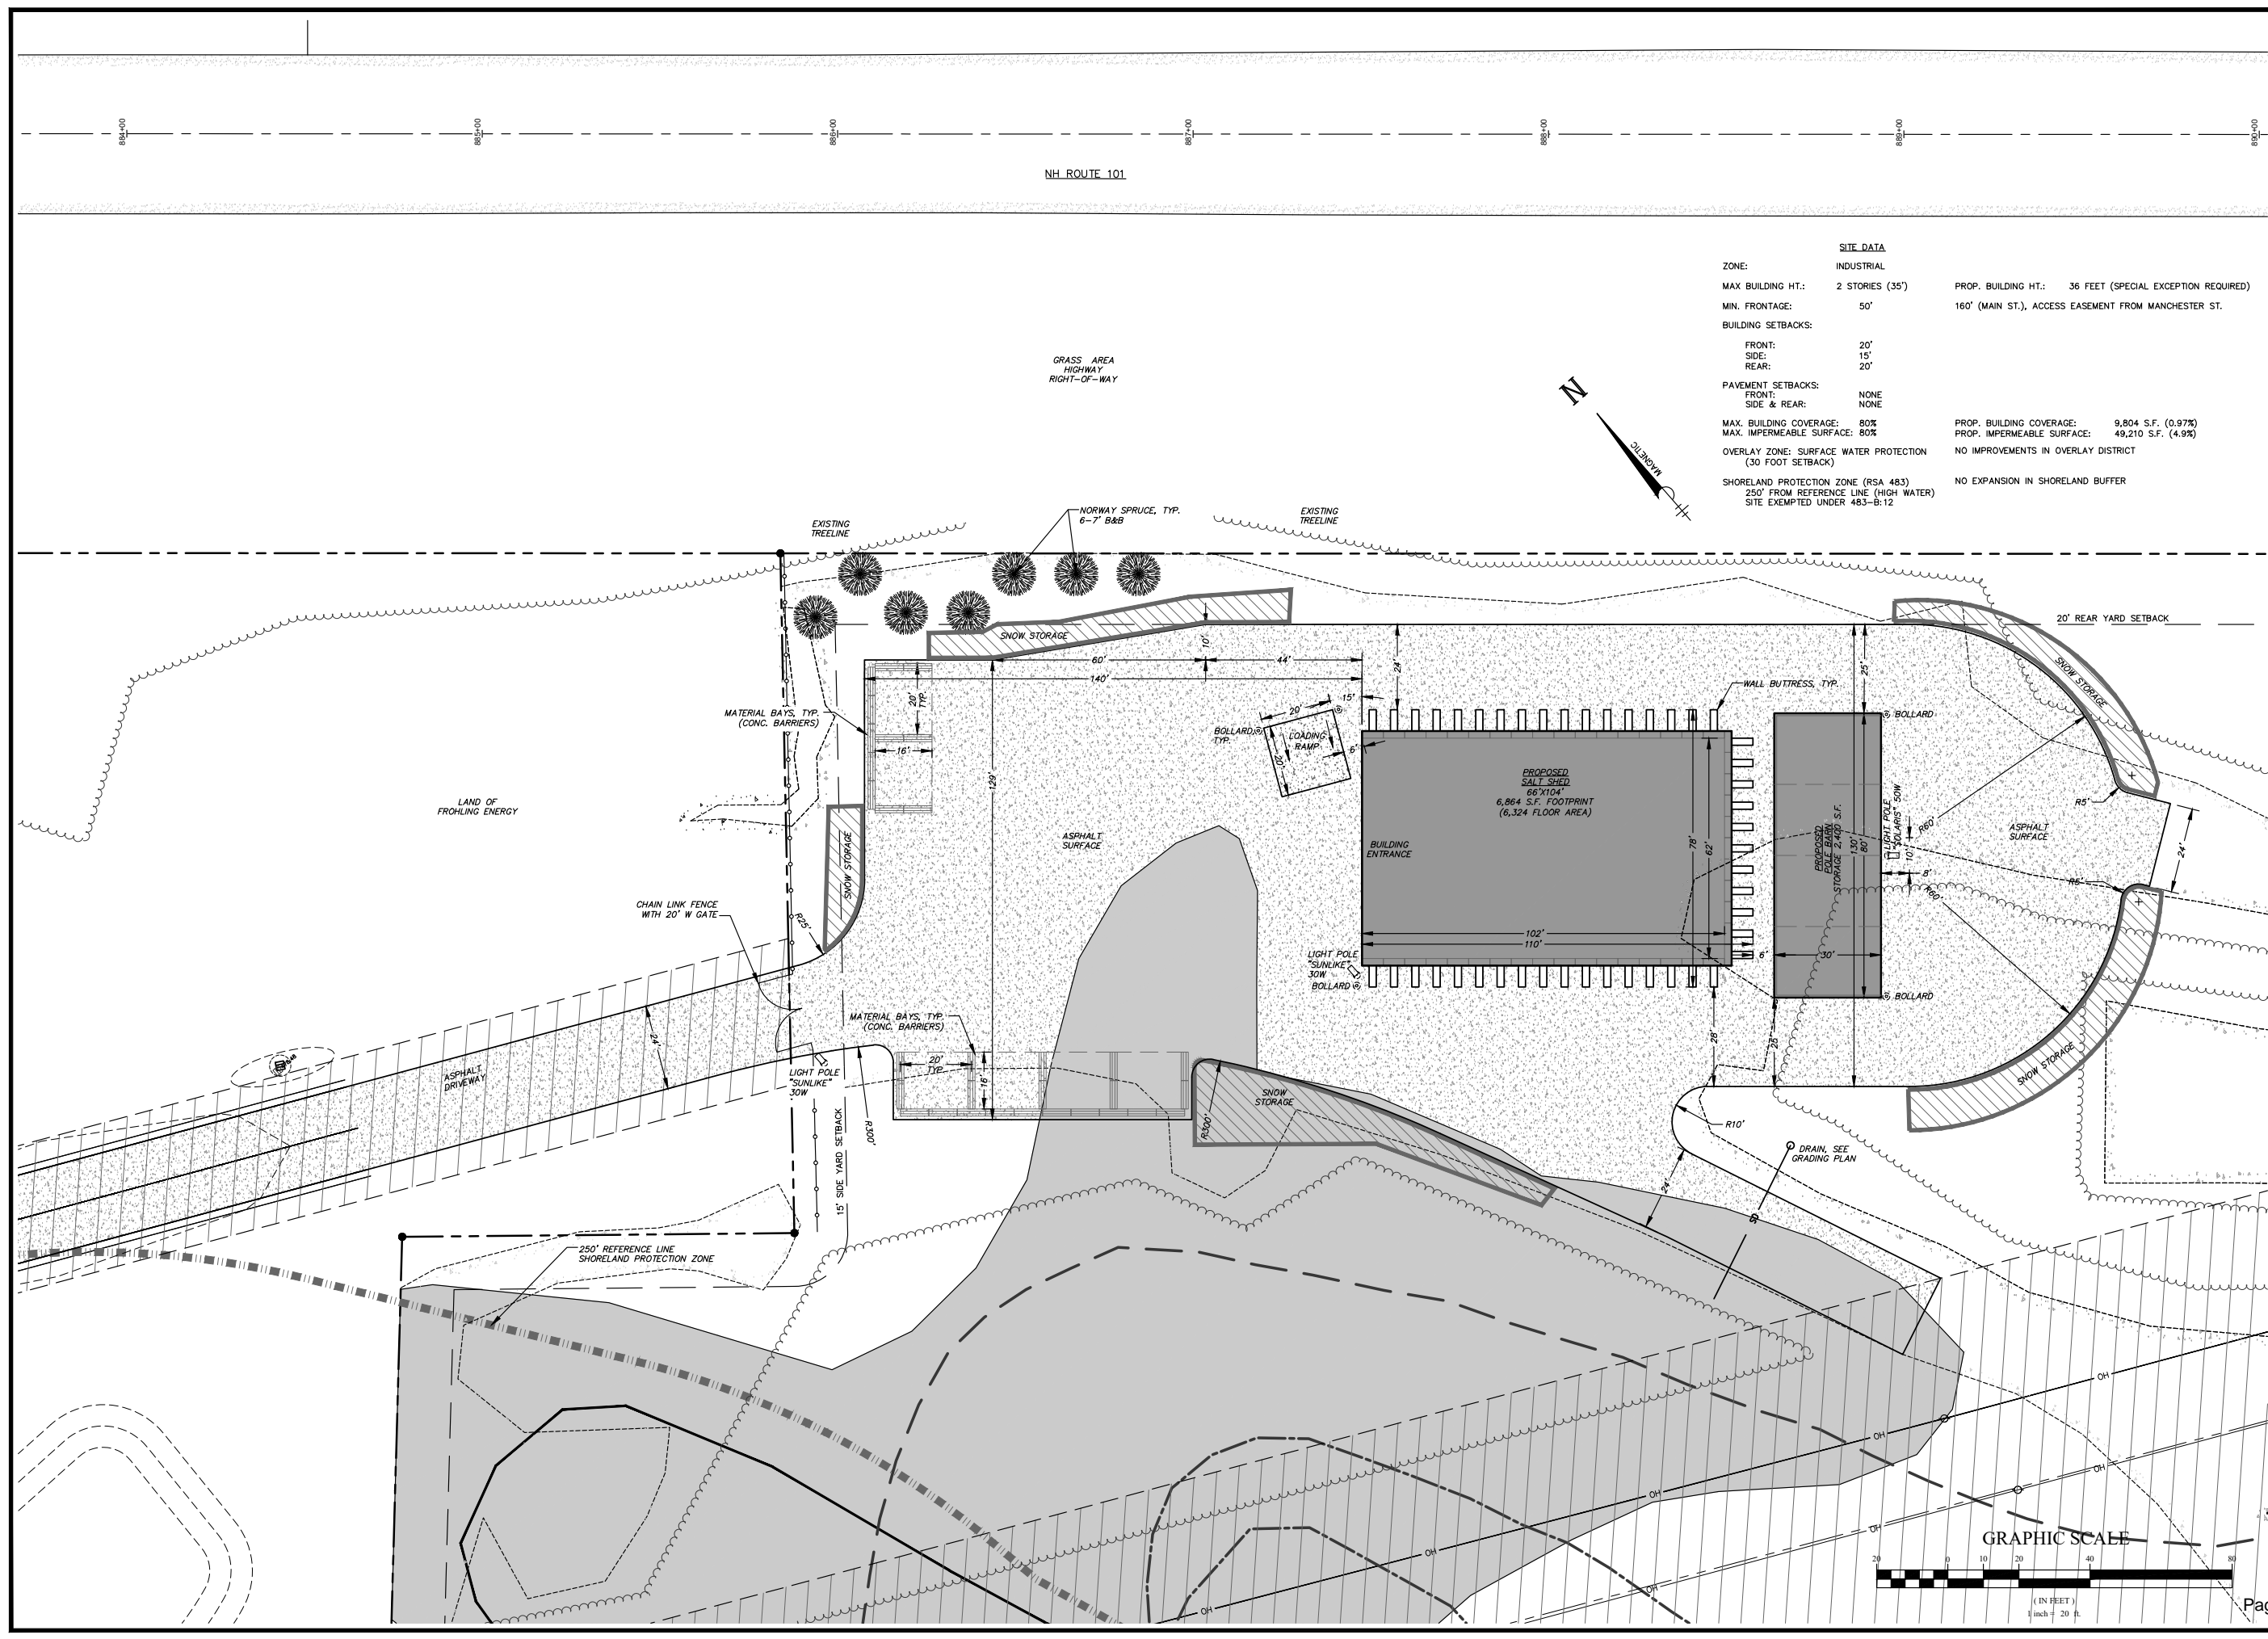 884+00
885+00
886+00
887+00
888+00
889+00
890+00
NH ROUTE 101
SITE DATA
ZONE: INDUSTRIAL
MAX BUILDING HT.: 2 STORIES (35') PROP. BUILDING HT.: 36 FEET (SPECIAL EXCEPTION REQUIRED)
MIN. FRONTAGE: 50' 160' (MAIN ST.), ACCESS EASEMENT FROM MANCHESTER ST.
BUILDING SETBACKS:
FRONT: 20'
SIDE: 15'
REAR: 20'
PAVEMENT SETBACKS:
FRONT: NONE
SIDE & REAR: NONE
MAX. BUILDING COVERAGE: 80% PROP. BUILDING COVERAGE: 9,804 S.F. (0.97%)
MAX. IMPERMEABLE SURFACE: 80% PROP. IMPERMEABLE SURFACE: 49,210 S.F. (4.9%)
OVERLAY ZONE: SURFACE WATER PROTECTION NO IMPROVEMENTS IN OVERLAY DISTRICT
(30 FOOT SETBACK)
SHORELAND PROTECTION ZONE (RSA 483) NO EXPANSION IN SHORELAND BUFFER
250' FROM REFERENCE LINE (HIGH WATER)
SITE EXEMPTED UNDER 483-B:12
GRASS AREA
HIGHWAY
RIGHT-OF-WAY
N
MAGNETIC
EXISTING
TREELINE
NORWAY SPRUCE, TYP.
6-7' B&B
EXISTING
TREELINE
20' REAR YARD SETBACK
SNOW STORAGE
10'
60'
44'
140'
24'
25'
SNOW STORAGE
WALL BUTTRESS, TYP.
MATERIAL BAYS, TYP.
(CONC. BARRIERS)
20'
TYP.
16'
15'
20'
BOLLARD,
TYP.
LOADING
RAMP
20'
6'
BOLLARD
129'
PROPOSED
SALT SHED
66'X104'
6,864 S.F. FOOTPRINT
(6,324 FLOOR AREA)
LAND OF
FROHLING ENERGY
ASPHALT
SURFACE
BUILDING
ENTRANCE
78'
62'
PROPOSED
POLE BARN
STORAGE 2,400 S.F.
130'
80'
LIGHT POLE
"SOLARIS" 50W
10'
8'
R60'
R5'
ASPHALT
SURFACE
24'
R5'
R60'
SNOW STORAGE
CHAIN LINK FENCE
WITH 20' W GATE
R25'
102'
110'
6'
30'
LIGHT POLE
"SUNLIKE"
30W
BOLLARD
BOLLARD
MATERIAL BAYS, TYP.
(CONC. BARRIERS)
24'
28'
25'
20'
TYP.
16'
ASPHALT
DRIVEWAY
LIGHT POLE
"SUNLIKE"
30W
15' SIDE YARD SETBACK
R300'
R300'
SNOW
STORAGE
SNOW STORAGE
R10'
DRAIN, SEE
GRADING PLAN
24'
250' REFERENCE LINE
SHORELAND PROTECTION ZONE
OH
OH
OH
OH
OH
OH
OH
OH
GRAPHIC SCALE
20 0 10 20 40 80
( IN FEET )
1 inch = 20 ft.
Pag